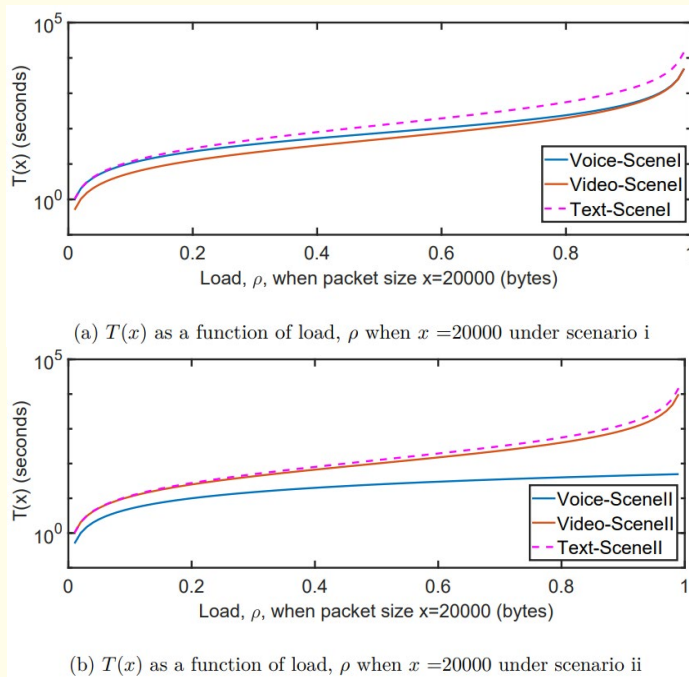 10^5
T(x) (seconds)
10^0
Voice-SceneI
Video-SceneI
Text-SceneI
0 0.2 0.4 0.6 0.8 1
Load, ρ, when packet size x=20000 (bytes)
(a) T(x) as a function of load, ρ when x =20000 under scenario i
10^5
T(x) (seconds)
10^0
Voice-SceneII
Video-SceneII
Text-SceneII
0 0.2 0.4 0.6 0.8 1
Load, ρ, when packet size x=20000 (bytes)
(b) T(x) as a function of load, ρ when x =20000 under scenario ii